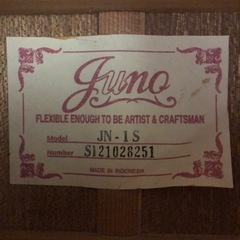 Juno
FLEXIBLE ENOUGH TO BE ARTIST & CRAFTSMAN
Model JN-1S
Number S121028251
MADE IN INDONESIA